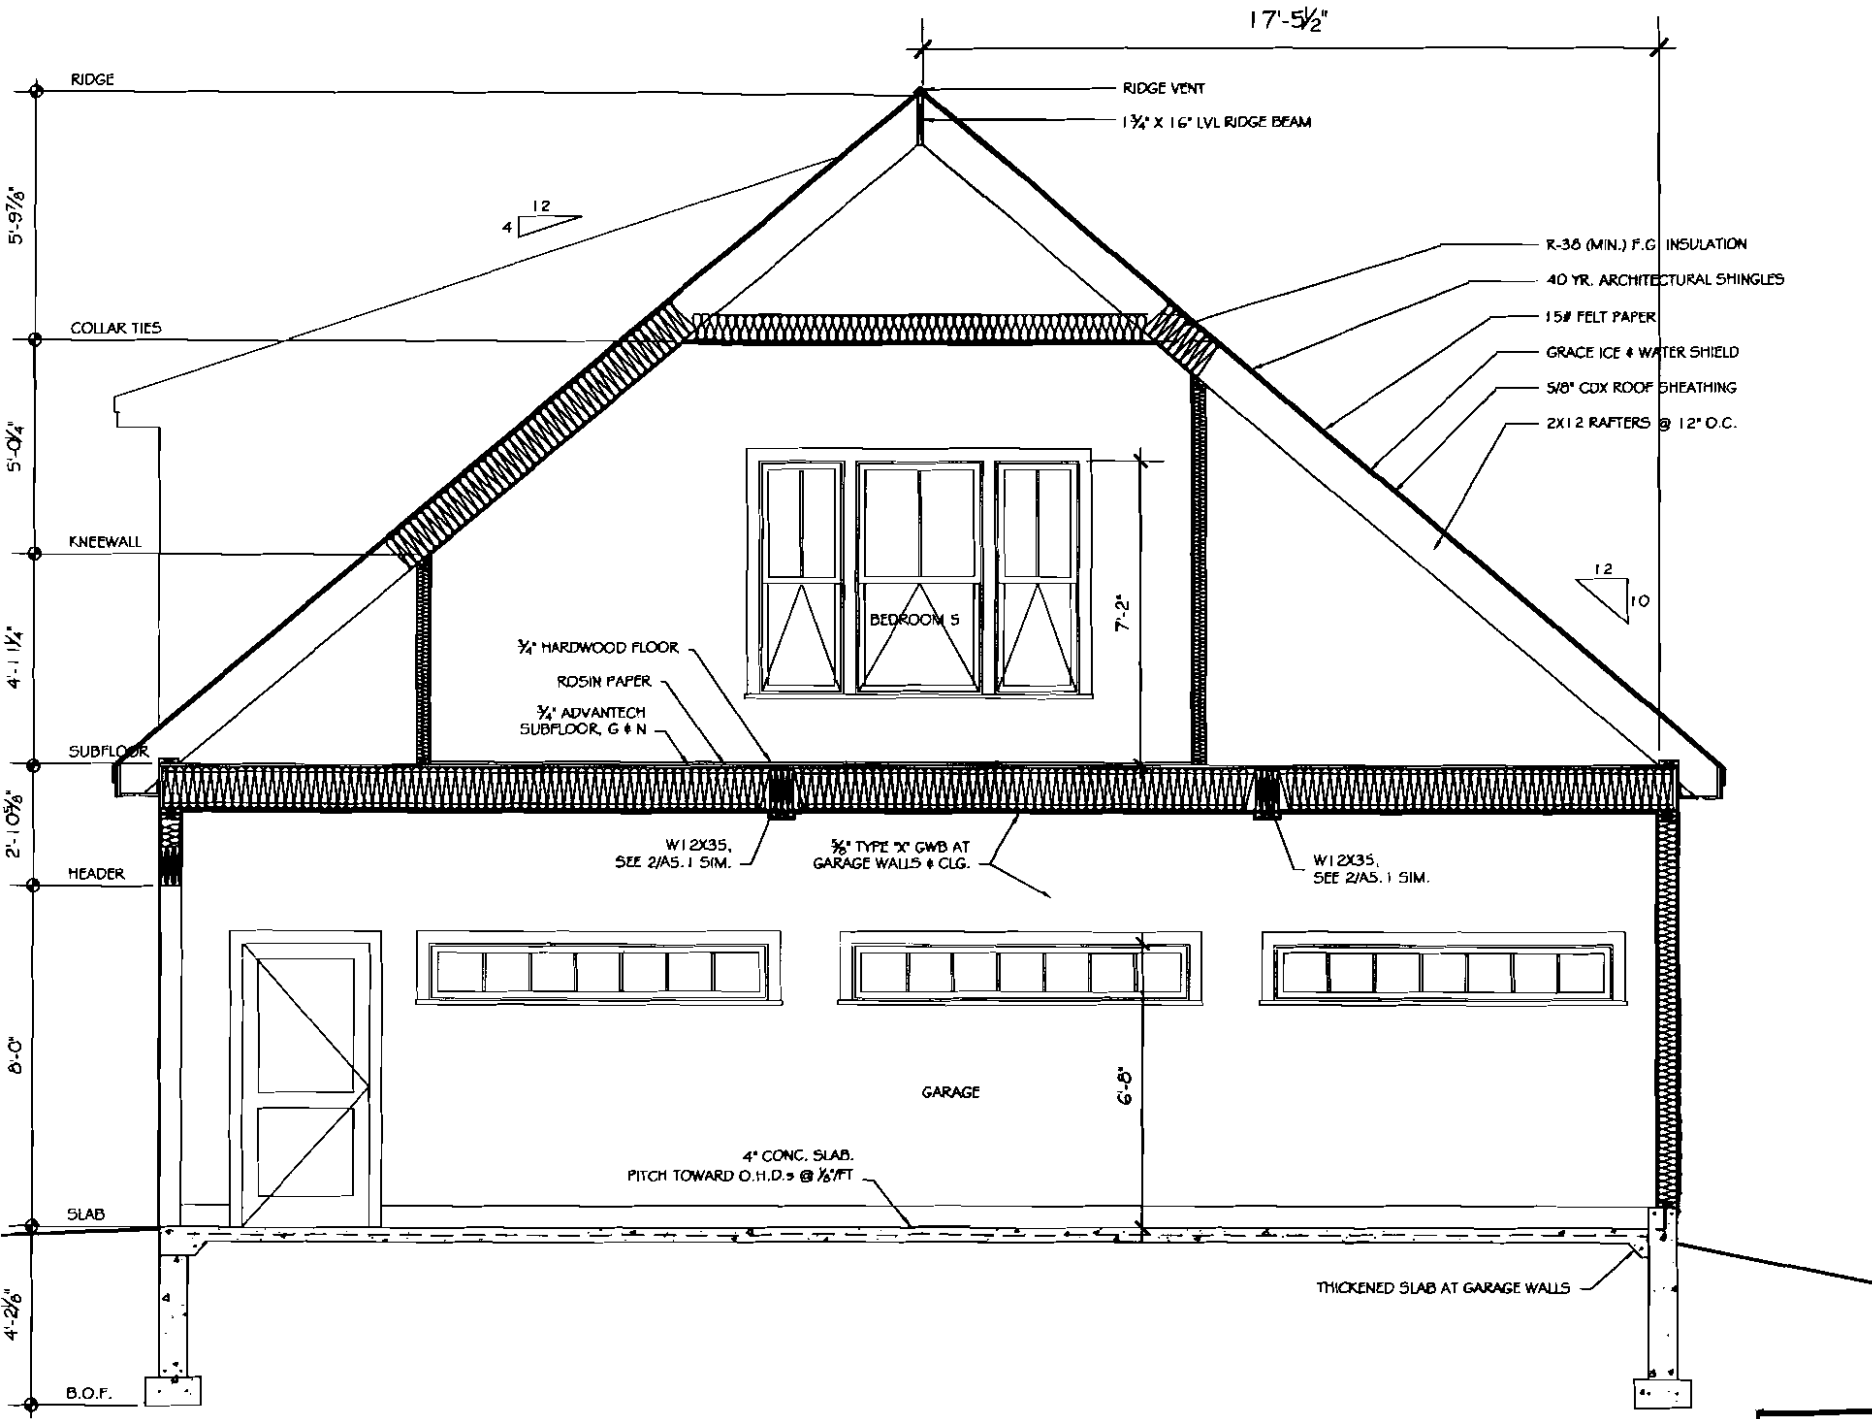 17'-5½"
RIDGE
RIDGE VENT
1¾" X 16" LVL RIDGE BEAM
5'-9⅞"
12
4
R-38 (MIN.) F.G. INSULATION
40 YR. ARCHITECTURAL SHINGLES
15# FELT PAPER
COLLAR TIES
GRACE ICE & WATER SHIELD
5/8" CDX ROOF SHEATHING
2X12 RAFTERS @ 12" O.C.
5'-0¼"
KNEEWALL
12
10
7'-2"
BEDROOM 5
4'-11¼"
¾" HARDWOOD FLOOR
ROSIN PAPER
¾" ADVANTECH
SUBFLOOR, G & N
SUBFLOOR
2'-10⅝"
W12X35,
SEE 2/A5.1 SIM.
⅝" TYPE "X" GWB AT
GARAGE WALLS & CLG.
W12X35,
SEE 2/A5.1 SIM.
HEADER
8'-0"
6'-8"
GARAGE
4" CONC. SLAB.
PITCH TOWARD O.H.D.s @ ⅛"/FT
SLAB
THICKENED SLAB AT GARAGE WALLS
4'-2⅛"
B.O.F.